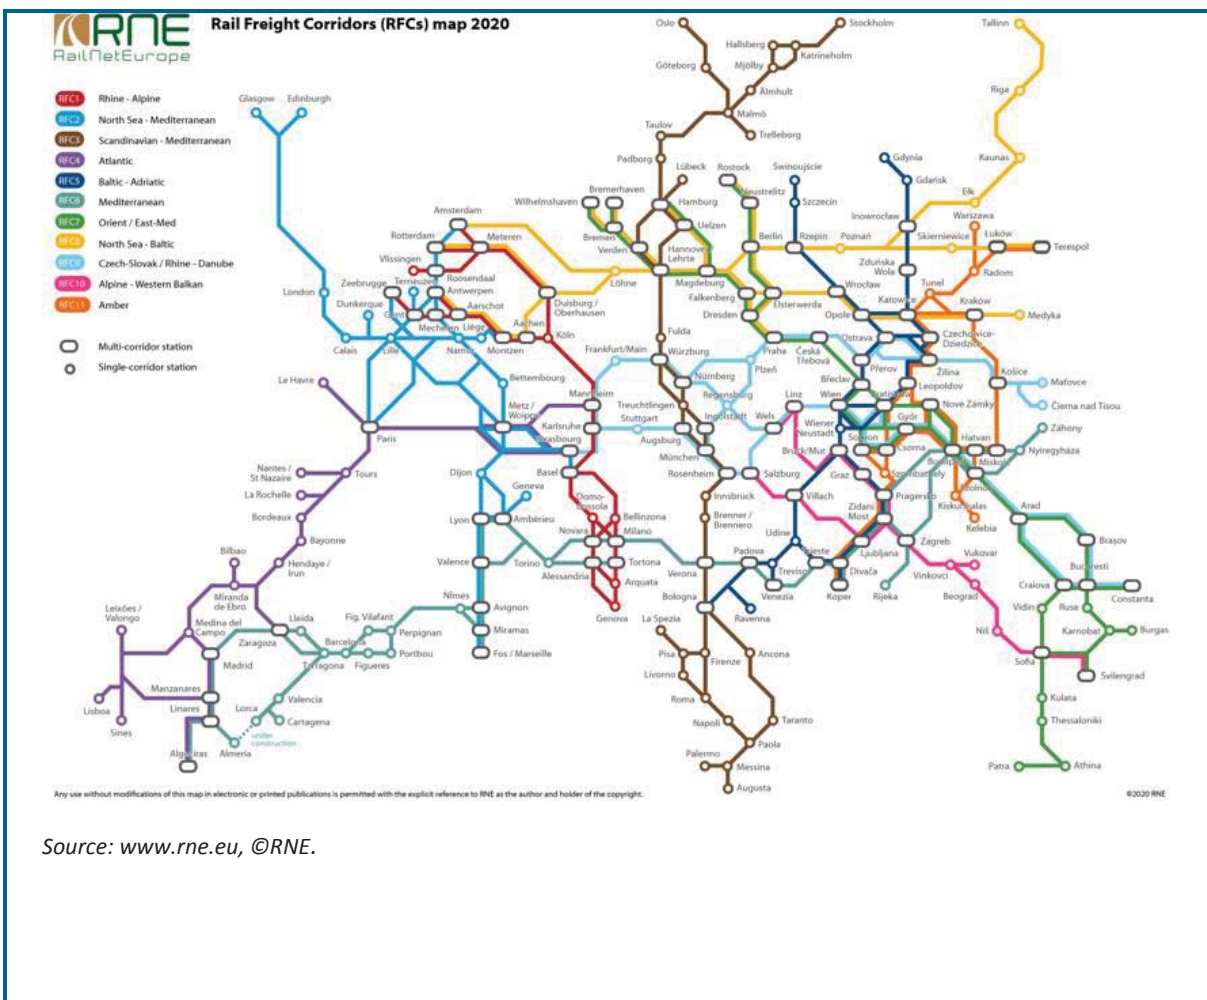 RNE
RailNetEurope
Rail Freight Corridors (RFCs) map 2020
RFC1 Rhine - Alpine
RFC2 North Sea - Mediterranean
RFC3 Scandinavian - Mediterranean
RFC4 Atlantic
RFC5 Baltic - Adriatic
RFC6 Mediterranean
RFC7 Orient / East-Med
RFC8 North Sea - Baltic
RFC9 Czech-Slovak / Rhine - Danube
RFC10 Alpine - Western Balkan
RFC11 Amber
Multi-corridor station
Single-corridor station
Oslo
Stockholm
Tallinn
Hallsberg
Katrineholm
Göteborg
Mjölby
Älmhult
Riga
Glasgow
Edinburgh
Malmö
Taulov
Trelleborg
Padborg
Lübeck
Rostock
Świnoujście
Gdynia
Kaunas
Bremerhaven
Neustrelitz
Gdańsk
Wilhelmshaven
Hamburg
Szczecin
Ełk
Amsterdam
Uelzen
Inowrocław
Warszawa
Rotterdam
Meteren
Bremen
Verden
Hannover
Lehrte
Berlin
Rzepin
Poznań
Skierniewice
Łuków
Terespol
Vlissingen
Roosendaal
Zeebrugge
Terneuzen
Löhne
Magdeburg
Zduńska
Wola
Radom
Antwerpen
London
Dunkerque
Gent
Aarschot
Duisburg /
Oberhausen
Falkenberg
Elsterwerda
Wrocław
Katowice
Tunel
Kraków
Mechelen
Liège
Aachen
Dresden
Opole
Medyka
Calais
Lille
Namur
Montzen
Köln
Fulda
Praha
Česká
Třebová
Ostrava
Czechowice-
Dziedzice
Frankfurt/Main
Würzburg
Plzeň
Přerov
Žilina
Košice
Le Havre
Bettembourg
Mannheim
Nürnberg
Regensburg
Břeclav
Leopoldov
Maťovce
Metz /
Woippy
Treuchtlingen
Ingolstadt
Linz
Wien
Bratislava
Nové Zámky
Čierna nad Tisou
Paris
Karlsruhe
Strasbourg
Stuttgart
Augsburg
Wels
Wiener
Neustadt
Győr
Hatvan
Záhony
München
Bruck/Mur
Sopron
Csorna
Budapest
Miskolc
Nyíregyháza
Nantes /
St Nazaire
Tours
Dijon
Basel
Rosenheim
Salzburg
Graz
Szombathely
Szolnok
Geneva
La Rochelle
Domo-
dossola
Innsbruck
Villach
Pragersko
Kiskunhalas
Arad
Bordeaux
Lyon
Ambérieu
Novara
Bellinzona
Milano
Brenner /
Brennero
Udine
Zidani
Most
Kelebia
Bayonne
Brașov
Bilbao
Hendaye /
Irun
Valence
Torino
Alessandria
Tortona
Verona
Padova
Treviso
Trieste
Divača
Ljubljana
Zagreb
Vukovar
Bucuresti
Miranda
de Ebro
Arquata
Venezia
Koper
Rijeka
Vinkovci
Beograd
Craiova
Constanta
Leixões /
Valongo
Medina del
Campo
Lleida
Fig. Vilafant
Nîmes
Avignon
Genova
Bologna
Ravenna
Vidin
Ruse
Zaragoza
Barcelona
Perpignan
Miramas
La Spezia
Niš
Karnobat
Burgas
Madrid
Tarragona
Figueres
Portbou
Fos / Marseille
Pisa
Firenze
Ancona
Sofia
Svilengrad
Livorno
Manzanares
Valencia
Roma
Kulata
Lisboa
Sines
Linares
Lorca
Cartagena
Napoli
Taranto
Thessaloniki
under
construction
Algeciras
Almeria
Paola
Palermo
Messina
Patra
Athina
Augusta
Any use without modifications of this map in electronic or printed publications is permitted with the explicit reference to RNE as the author and holder of the copyright.
©2020 RNE
Source: www.rne.eu, ©RNE.